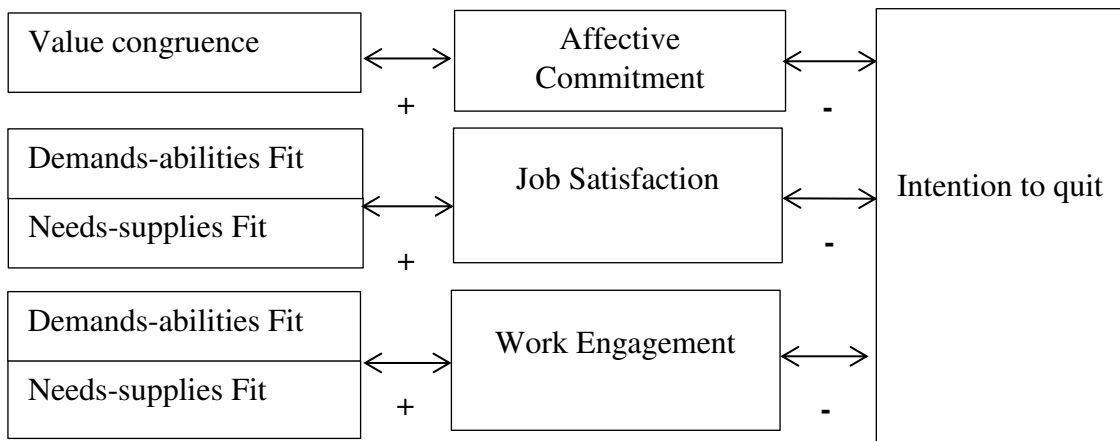 Value congruence
Affective
Commitment
+
-
Demands-abilities Fit
Needs-supplies Fit
Job Satisfaction
Intention to quit
+
-
Demands-abilities Fit
Needs-supplies Fit
Work Engagement
+
-